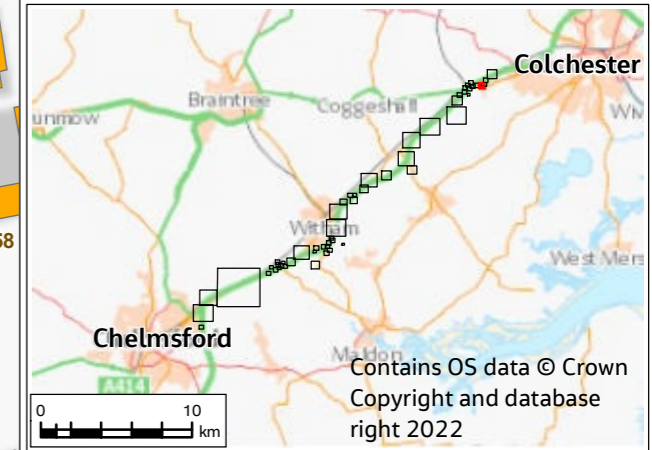 Colchester
Braintree
Coggeshall
unmow
Wiv
58
Witham
West Mers
Chelmsford
Maldon
Contains OS data © Crown
Copyright and database
right 2022
A414
0 10
km